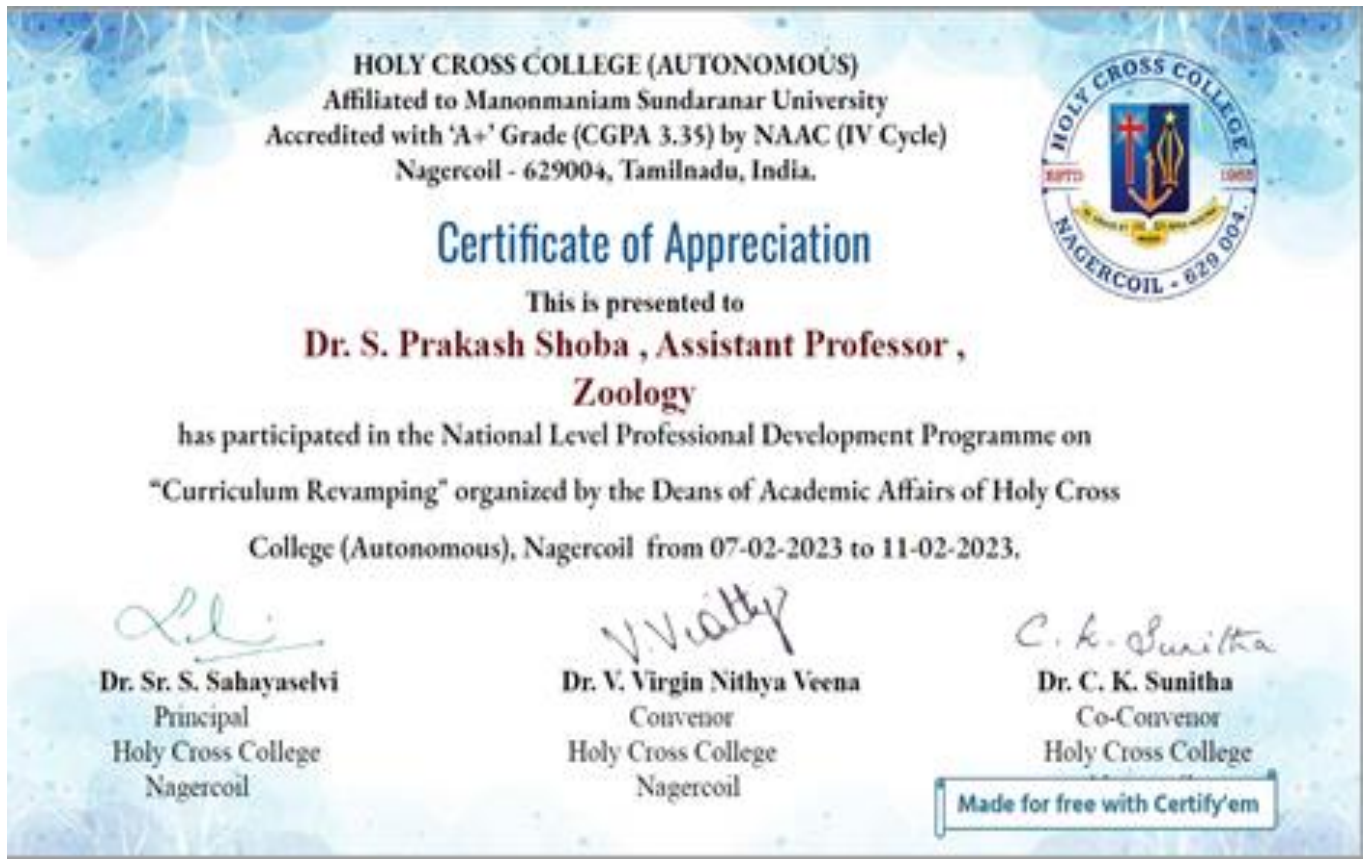 HOLY CROSS COLLEGE (AUTONOMOUS)
Affiliated to Manonmaniam Sundaranar University
Accredited with 'A+' Grade (CGPA 3.35) by NAAC (IV Cycle)
Nagercoil - 629004, Tamilnadu, India.
HOLY CROSS COLLEGE
ESTD 1965
NAGERCOIL - 629 004.
Certificate of Appreciation
This is presented to
Dr. S. Prakash Shoba , Assistant Professor ,
Zoology
has participated in the National Level Professional Development Programme on
“Curriculum Revamping" organized by the Deans of Academic Affairs of Holy Cross
College (Autonomous), Nagercoil from 07-02-2023 to 11-02-2023.
C. K. Sunitha
Dr. Sr. S. Sahayaselvi
Principal
Holy Cross College
Nagercoil
Dr. V. Virgin Nithya Veena
Convenor
Holy Cross College
Nagercoil
Dr. C. K. Sunitha
Co-Convenor
Holy Cross College
Made for free with Certify'em